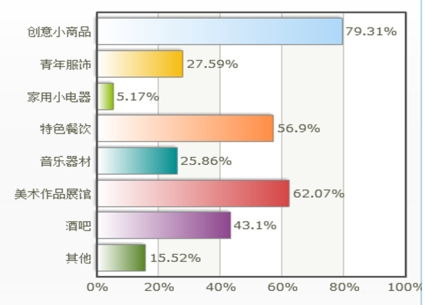 创意小商品 79.31%
青年服饰 27.59%
家用小电器 5.17%
特色餐饮 56.9%
音乐器材 25.86%
美术作品展馆 62.07%
酒吧 43.1%
其他 15.52%
0% 20% 40% 60% 80% 100%